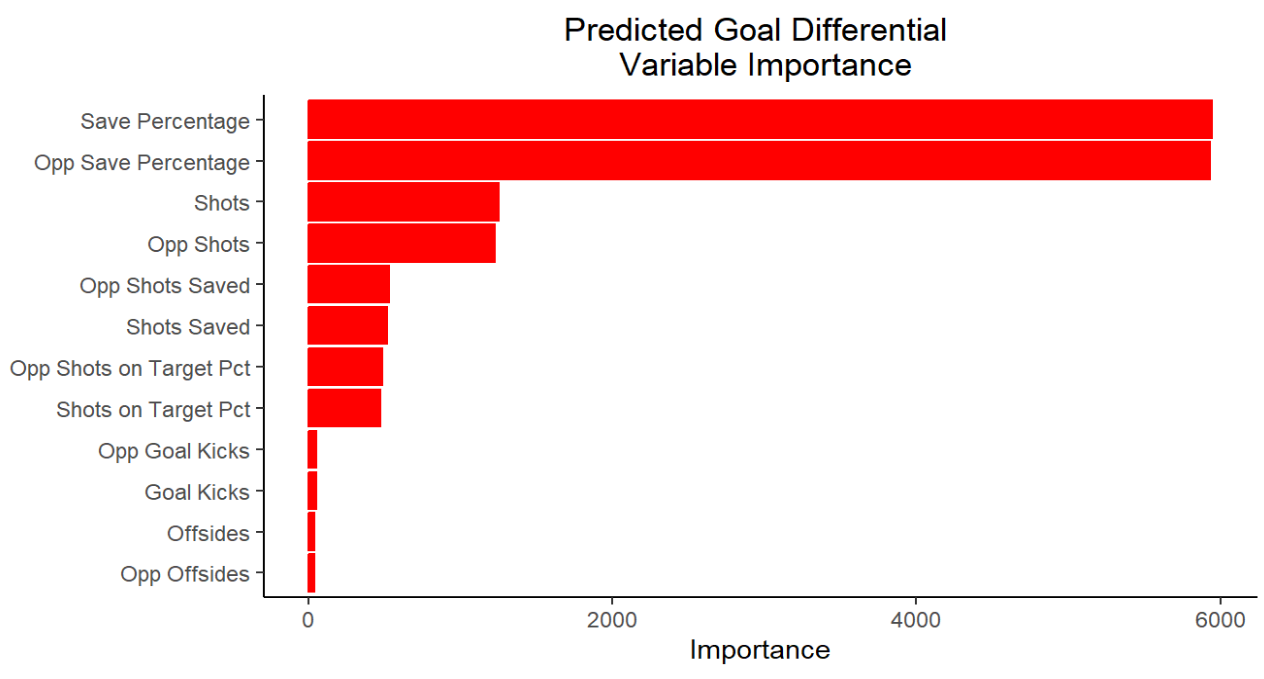 Predicted Goal Differential
Variable Importance
Save Percentage
Opp Save Percentage
Shots
Opp Shots
Opp Shots Saved
Shots Saved
Opp Shots on Target Pct
Shots on Target Pct
Opp Goal Kicks
Goal Kicks
Offsides
Opp Offsides
0 2000 4000 6000
Importance